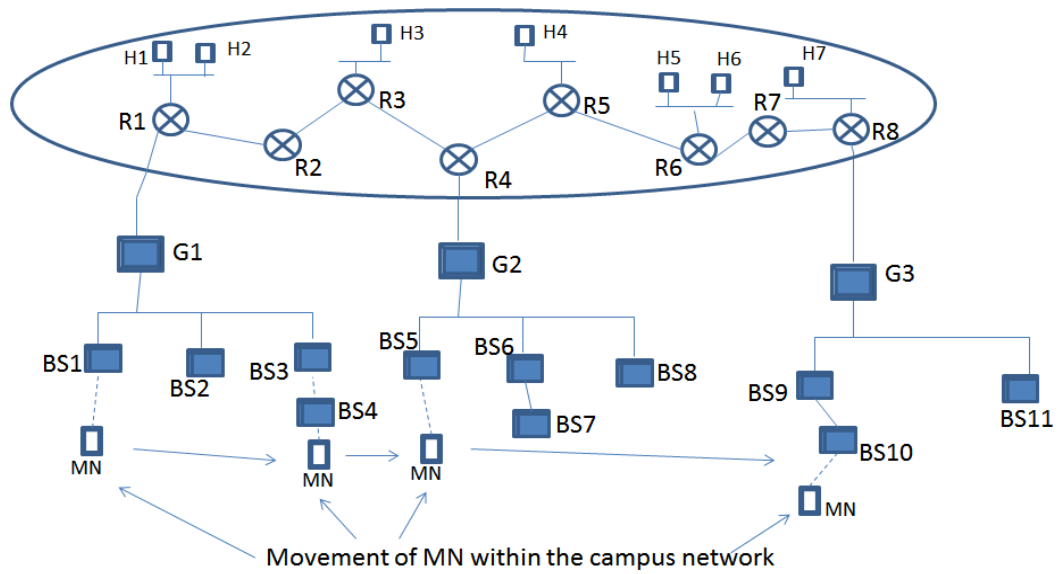 H1
H2
H3
H4
H5
H6
H7
R1
R2
R3
R4
R5
R6
R7
R8
G1
G2
G3
BS1
BS2
BS3
BS4
BS5
BS6
BS7
BS8
BS9
BS10
BS11
MN
MN
MN
MN
Movement of MN within the campus network